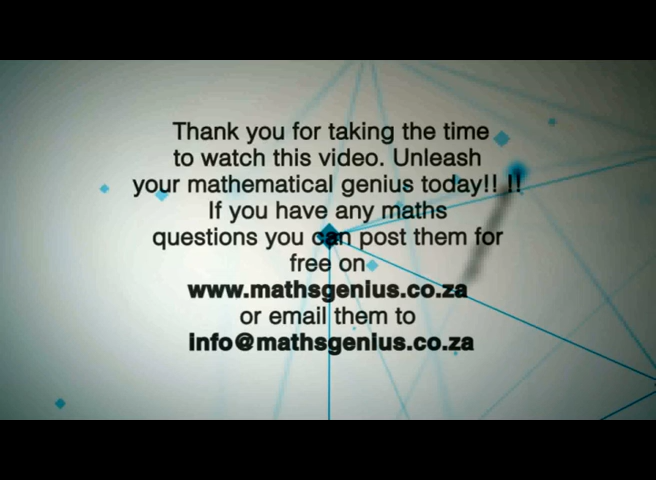 Thank you for taking the time
to watch this video. Unleash
your mathematical genius today!! !!
If you have any maths
questions you can post them for
free on
www.mathsgenius.co.za
or email them to
info@mathsgenius.co.za